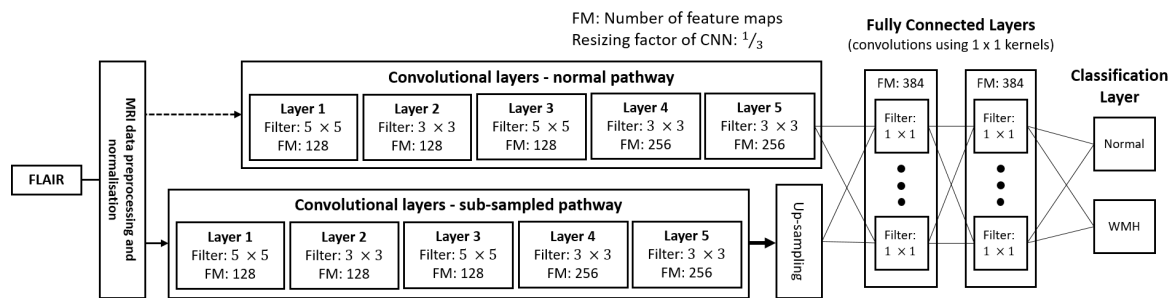 FM: Number of feature maps
Resizing factor of CNN: 1/3
Fully Connected Layers
(convolutions using 1 x 1 kernels)
FLAIR
MRI data preprocessing and
normalisation
Convolutional layers - normal pathway
Layer 1
Filter: 5 × 5
FM: 128
Layer 2
Filter: 3 × 3
FM: 128
Layer 3
Filter: 5 × 5
FM: 128
Layer 4
Filter: 3 × 3
FM: 256
Layer 5
Filter: 3 × 3
FM: 256
Convolutional layers - sub-sampled pathway
Layer 1
Filter: 5 × 5
FM: 128
Layer 2
Filter: 3 × 3
FM: 128
Layer 3
Filter: 5 × 5
FM: 128
Layer 4
Filter: 3 × 3
FM: 256
Layer 5
Filter: 3 × 3
FM: 256
Up-sampling
FM: 384
Filter:
1 × 1
Filter:
1 × 1
FM: 384
Filter:
1 × 1
Filter:
1 × 1
Classification
Layer
Normal
WMH